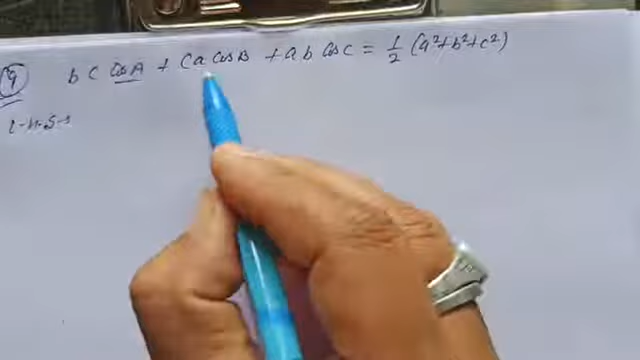 9 bc cosA + ca cosB + ab cosC = 1/2 (a²+b²+c²)
L-H-S-